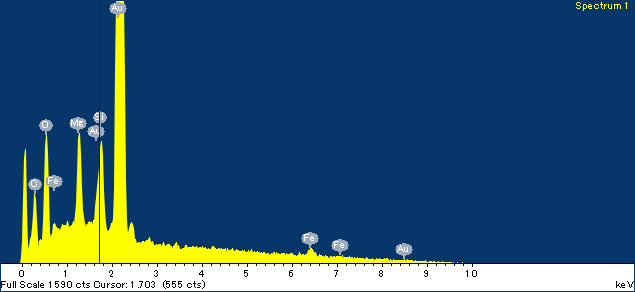 Spectrum 1
Au
Si
O
Mg
Au
C
Fe
Fe
Fe
Au
0 1 2 3 4 5 6 7 8 9 10
Full Scale 1590 cts Cursor: 1.703 (555 cts) keV